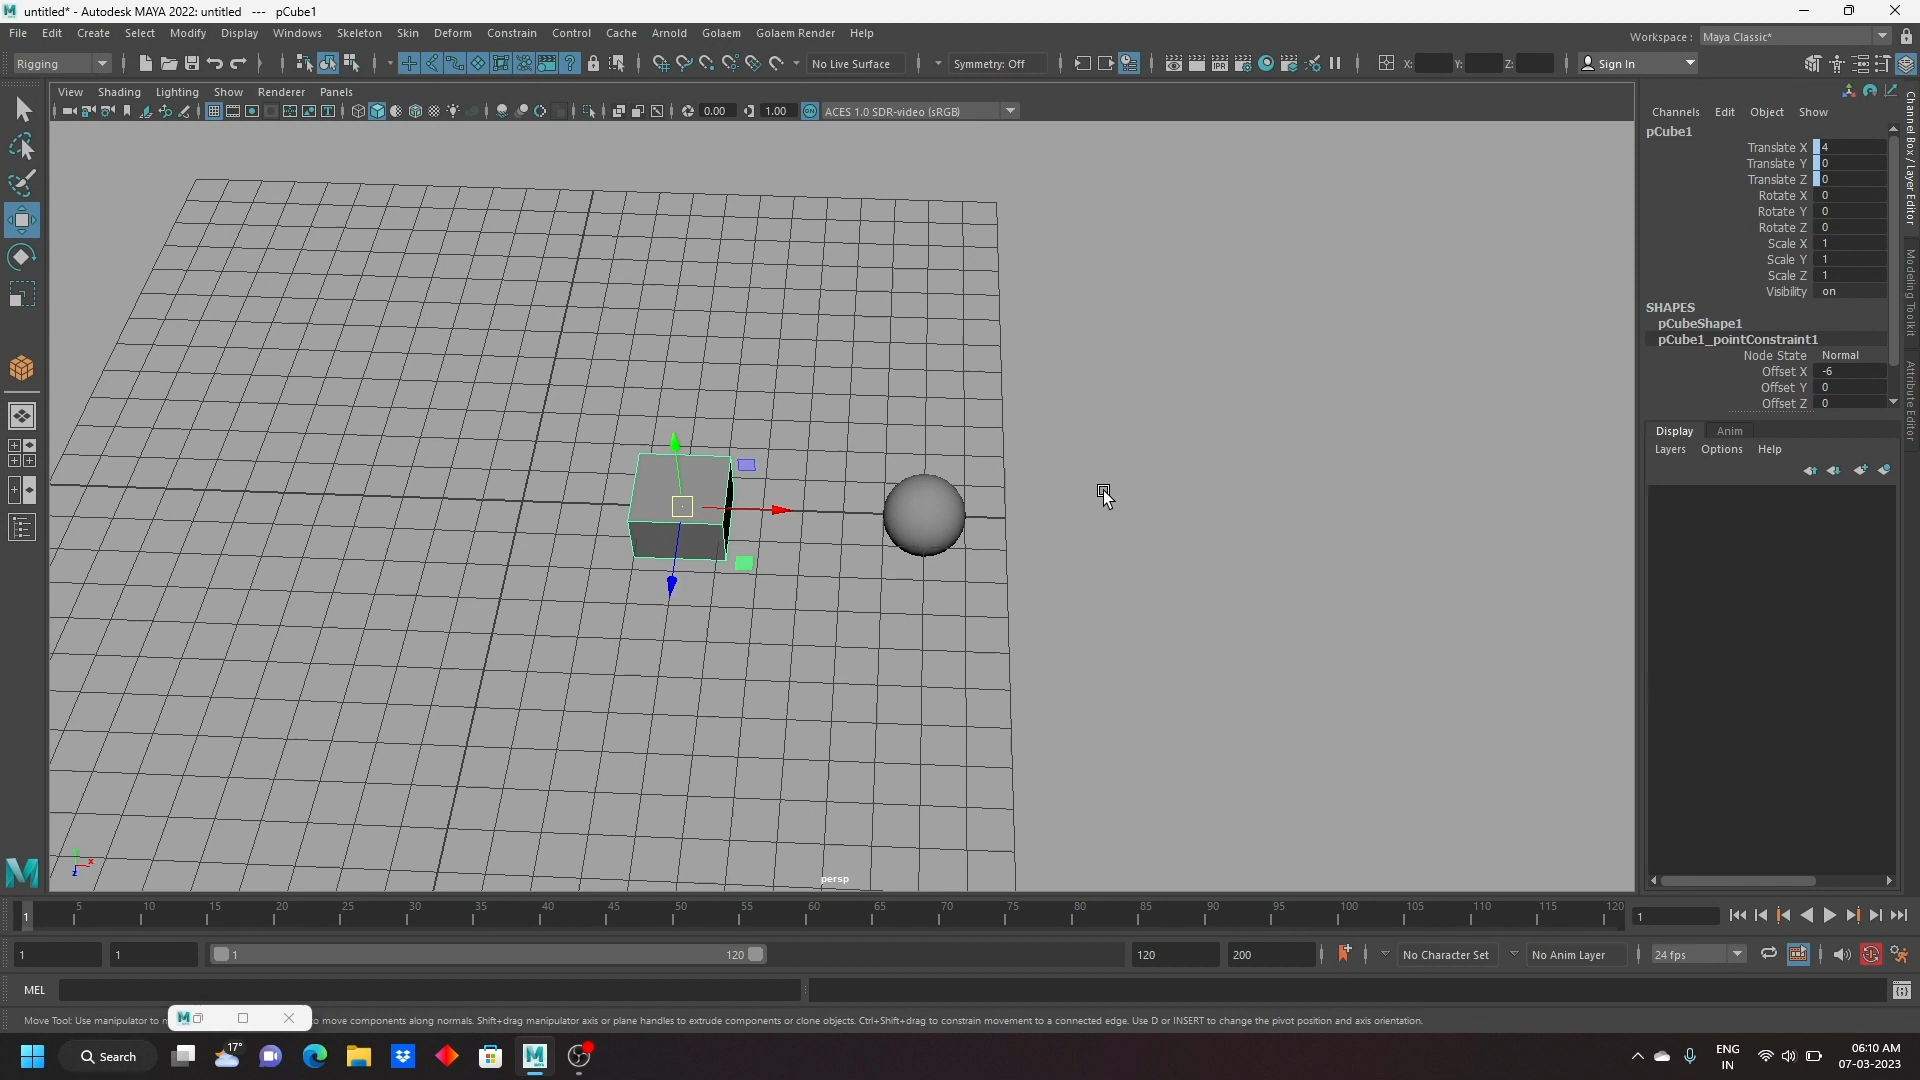 untitled* - Autodesk MAYA 2022: untitled --- pCube1
File Edit Create Select Modify Display Windows Skeleton Skin Deform Constrain Control Cache Arnold Golaem Golaem Render Help
Workspace : Maya Classic*
Rigging No Live Surface Symmetry: Off X: Y: Z: Sign In
View Shading Lighting Show Renderer Panels
0.00 1.00 ACES 1.0 SDR-video (sRGB)
Channels Edit Object Show
pCube1
Translate X 4
Translate Y 0
Translate Z 0
Rotate X 0
Rotate Y 0
Rotate Z 0
Scale X 1
Scale Y 1
Scale Z 1
Visibility on
SHAPES
pCubeShape1
pCube1_pointConstraint1
Node State Normal
Offset X -6
Offset Y 0
Offset Z 0
Channel Box / Layer Editor
Modeling Toolkit
Attribute Editor
Display Anim
Layers Options Help
persp
5 10 15 20 25 30 35 40 45 50 55 60 65 70 75 80 85 90 95 100 105 110 115 120
1 1
1 1 1 120 120 200 No Character Set No Anim Layer 24 fps
MEL
Move Tool: Use manipulator to move components along normals. Shift+drag manipulator axis or plane handles to extrude components or clone objects. Ctrl+Shift+drag to constrain movement to a connected edge. Use D or INSERT to change the pivot position and axis orientation.
17°
Search
ENG
IN
06:10 AM
07-03-2023